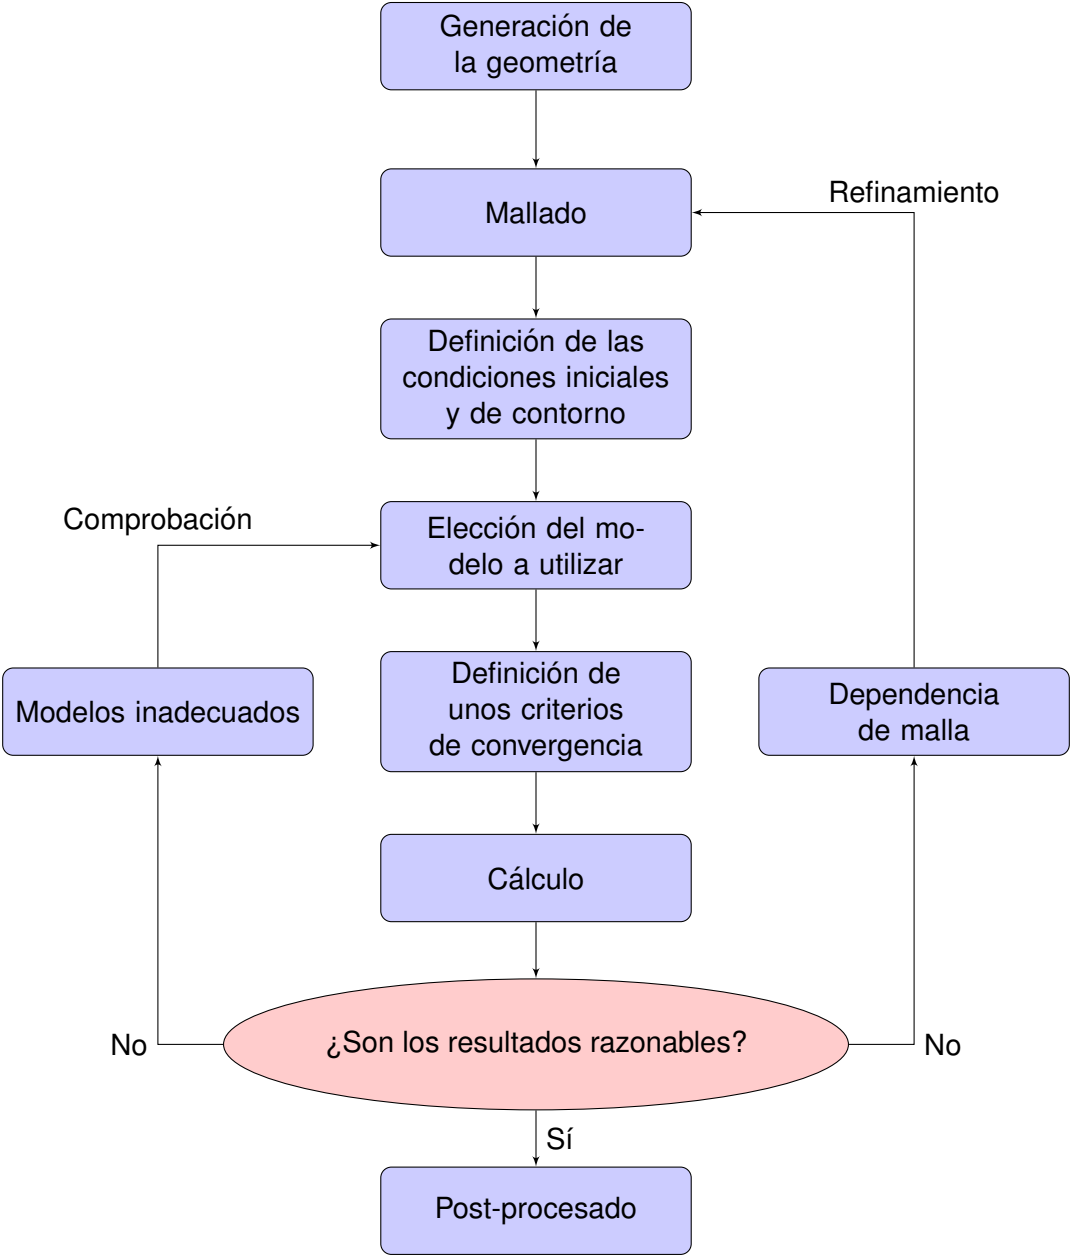 Generación de
la geometría
Mallado
Refinamiento
Definición de las
condiciones iniciales
y de contorno
Comprobación
Elección del mo-
delo a utilizar
Definición de
unos criterios
de convergencia
Modelos inadecuados
Dependencia
de malla
Cálculo
¿Son los resultados razonables?
No
No
Sí
Post-procesado